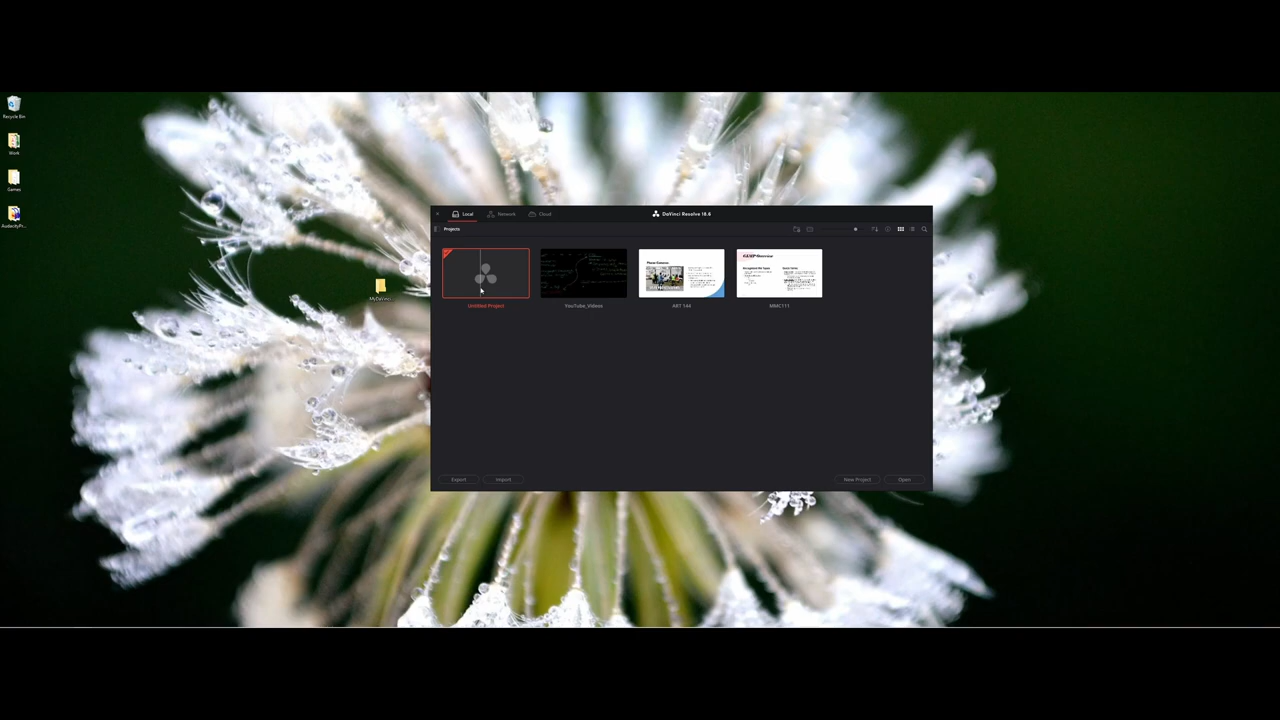 Recycle Bin
Work
Games
AudacityPr...
Local
Network
Cloud
DaVinci Resolve 18.6
Projects
Untitled Project
YouTube_Videos
ART 144
MMC111
Export
Import
New Project
Open